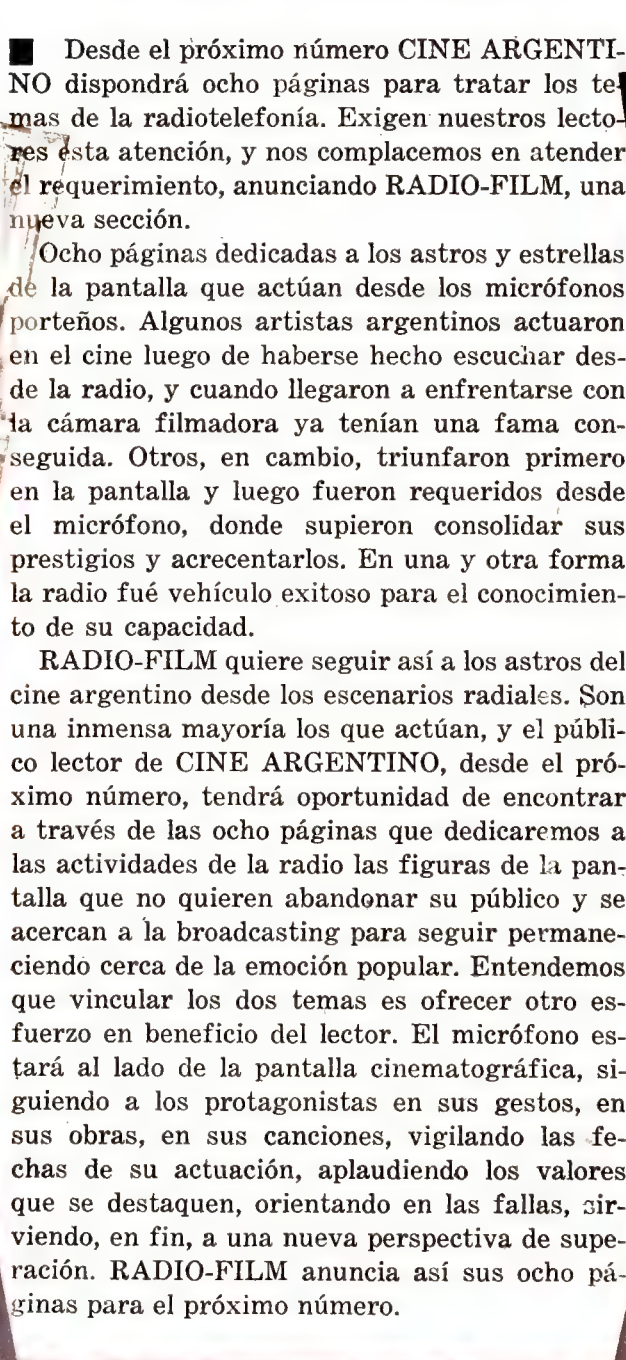 Desde el próximo número CINE ARGENTI-
NO dispondrá ocho páginas para tratar los te-
mas de la radiotelefonía. Exigen nuestros lecto-
res esta atención, y nos complacemos en atender
el requerimiento, anunciando RADIO-FILM, una
nueva sección.
Ocho páginas dedicadas a los astros y estrellas
de la pantalla que actúan desde los micrófonos
porteños. Algunos artistas argentinos actuaron
en el cine luego de haberse hecho escuchar des-
de la radio, y cuando llegaron a enfrentarse con
la cámara filmadora ya tenían una fama con-
seguida. Otros, en cambio, triunfaron primero
en la pantalla y luego fueron requeridos desde
el micrófono, donde supieron consolidar sus
prestigios y acrecentarlos. En una y otra forma
la radio fué vehículo exitoso para el conocimien-
to de su capacidad.
RADIO-FILM quiere seguir así a los astros del
cine argentino desde los escenarios radiales. Son
una inmensa mayoría los que actúan, y el públi-
co lector de CINE ARGENTINO, desde el pró-
ximo número, tendrá oportunidad de encontrar
a través de las ocho páginas que dedicaremos a
las actividades de la radio las figuras de la pan-
talla que no quieren abandonar su público y se
acercan a la broadcasting para seguir permane-
ciendo cerca de la emoción popular. Entendemos
que vincular los dos temas es ofrecer otro es-
fuerzo en beneficio del lector. El micrófono es-
tará al lado de la pantalla cinematográfica, si-
guiendo a los protagonistas en sus gestos, en
sus obras, en sus canciones, vigilando las fe-
chas de su actuación, aplaudiendo los valores
que se destaquen, orientando en las fallas, sir-
viendo, en fin, a una nueva perspectiva de supe-
ración. RADIO-FILM anuncia así sus ocho pá-
ginas para el próximo número.